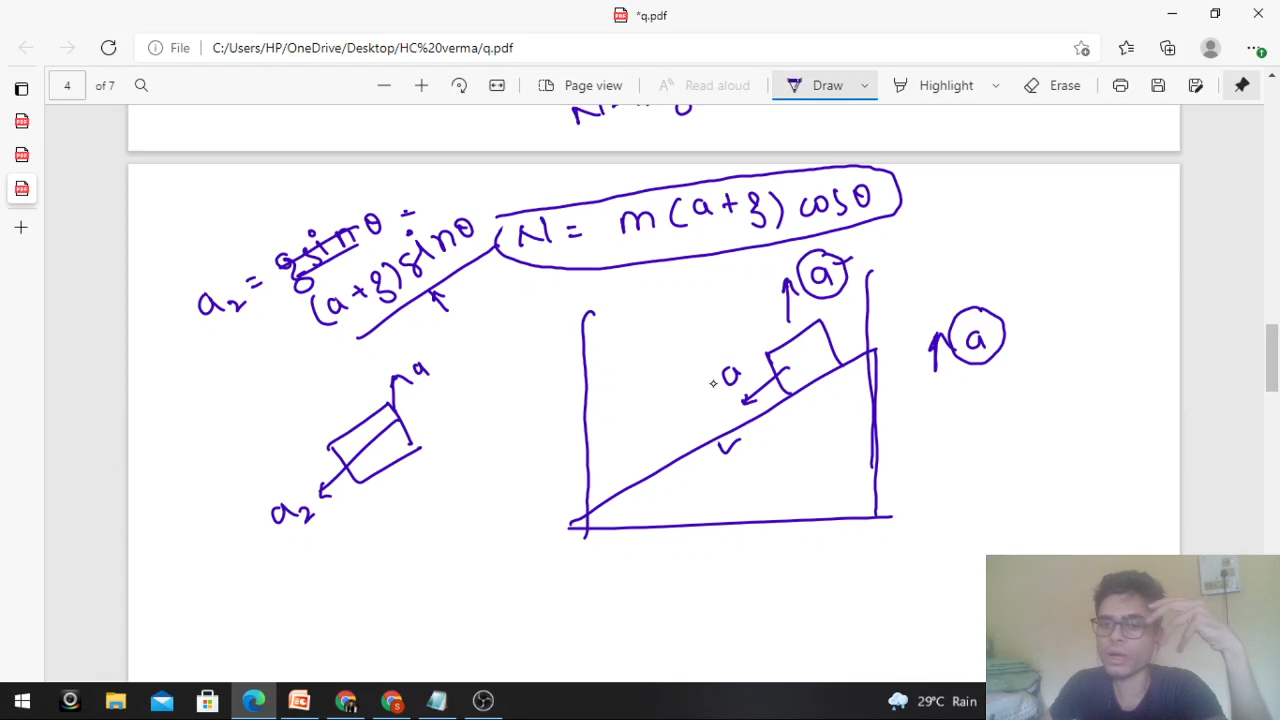 *q.pdf
File C:/Users/HP/OneDrive/Desktop/HC%20verma/q.pdf
4 of 7 Page view Read aloud Draw Highlight Erase
N = m(a+g) cosθ
a₂ = gsinθ
(a+g)sinθ
a
a
a
a
a₂
29°C Rain